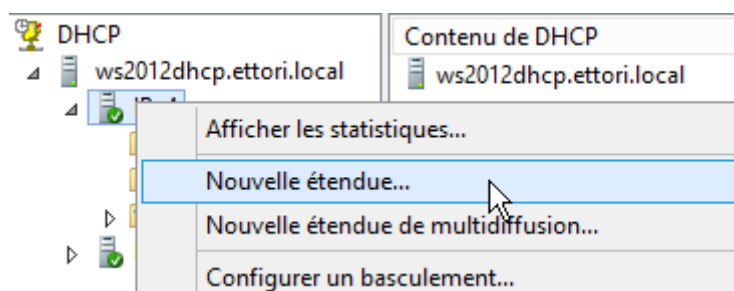 DHCP
ws2012dhcp.ettori.local
Contenu de DHCP
ws2012dhcp.ettori.local
Afficher les statistiques...
Nouvelle étendue...
Nouvelle étendue de multidiffusion...
Configurer un basculement...